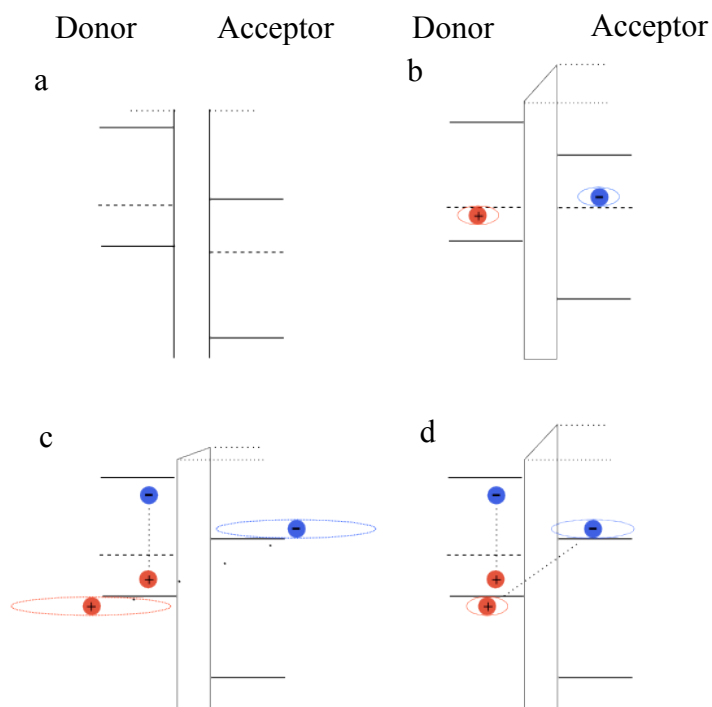 Donor Acceptor Donor Acceptor
a b
+ -
c d
- -
- -
+ +
+ +